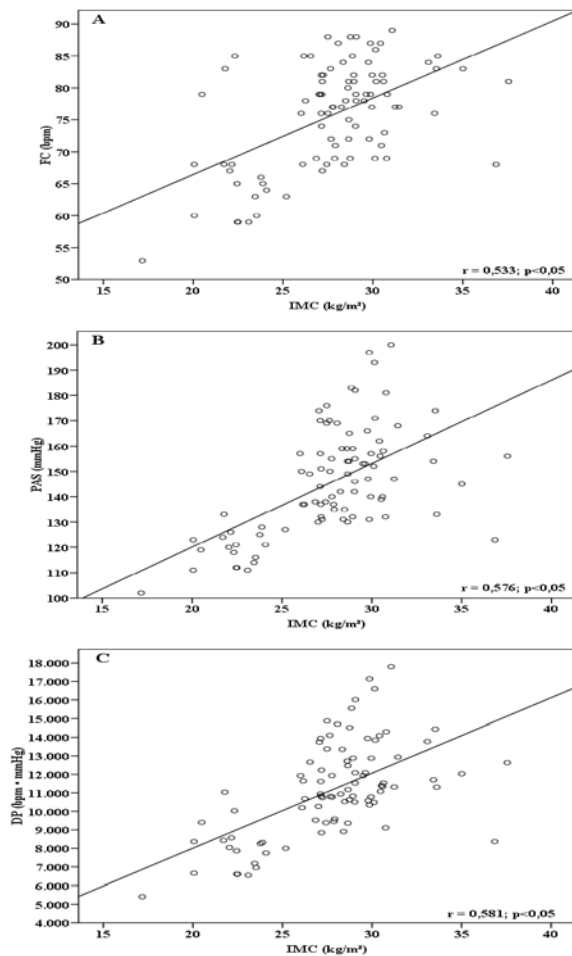 A
90
85
80
75
70
65
60
55
50
FC (bpm)
r = 0,533; p<0,05
15 20 25 30 35 40
IMC (kg/m²)
B
200
190
180
170
160
150
140
130
120
110
100
PAS (mmHg)
r = 0,576; p<0,05
15 20 25 30 35 40
IMC (kg/m²)
C
18.000
17.000
16.000
15.000
14.000
13.000
12.000
11.000
10.000
9.000
8.000
7.000
6.000
5.000
4.000
DP (bpm • mmHg)
r = 0,581; p<0,05
15 20 25 30 35 40
IMC (kg/m²)